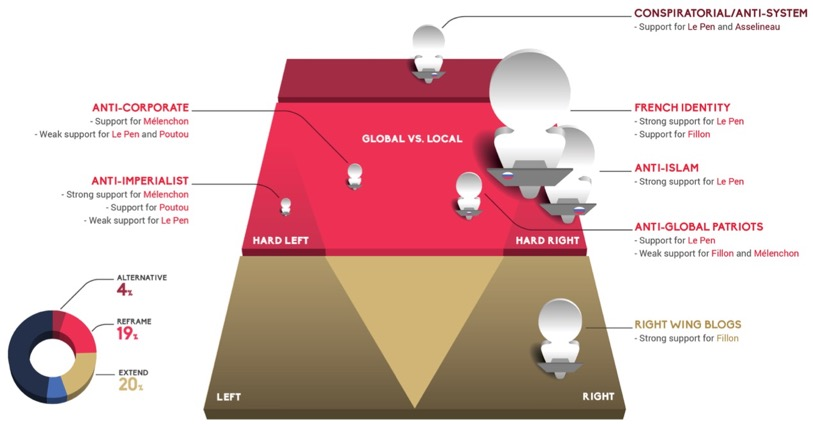 CONSPIRATORIAL/ANTI-SYSTEM
- Support for Le Pen and Asselineau
ANTI-CORPORATE
- Support for Mélenchon
- Weak support for Le Pen and Poutou
FRENCH IDENTITY
- Strong support for Le Pen
- Support for Fillon
GLOBAL VS. LOCAL
ANTI-IMPERIALIST
- Strong support for Mélenchon
- Support for Poutou
- Weak support for Le Pen
ANTI-ISLAM
- Strong support for Le Pen
ANTI-GLOBAL PATRIOTS
- Support for Le Pen
- Weak support for Fillon and Mélenchon
HARD LEFT
HARD RIGHT
ALTERNATIVE
4%
REFRAME
19%
EXTEND
20%
RIGHT WING BLOGS
- Strong support for Fillon
LEFT
RIGHT